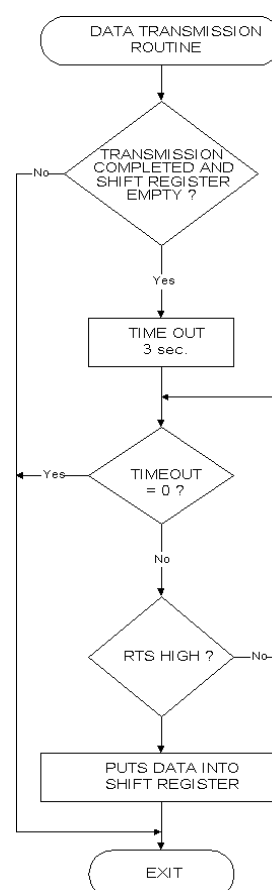 DATA TRANSMISSION
ROUTINE
TRANSMISSION
COMPLETED AND
SHIFT REGISTER
EMPTY ?
No
Yes
TIME OUT
3 sec.
TIMEOUT
= 0 ?
Yes
No
RTS HIGH ?
No
PUTS DATA INTO
SHIFT REGISTER
EXIT